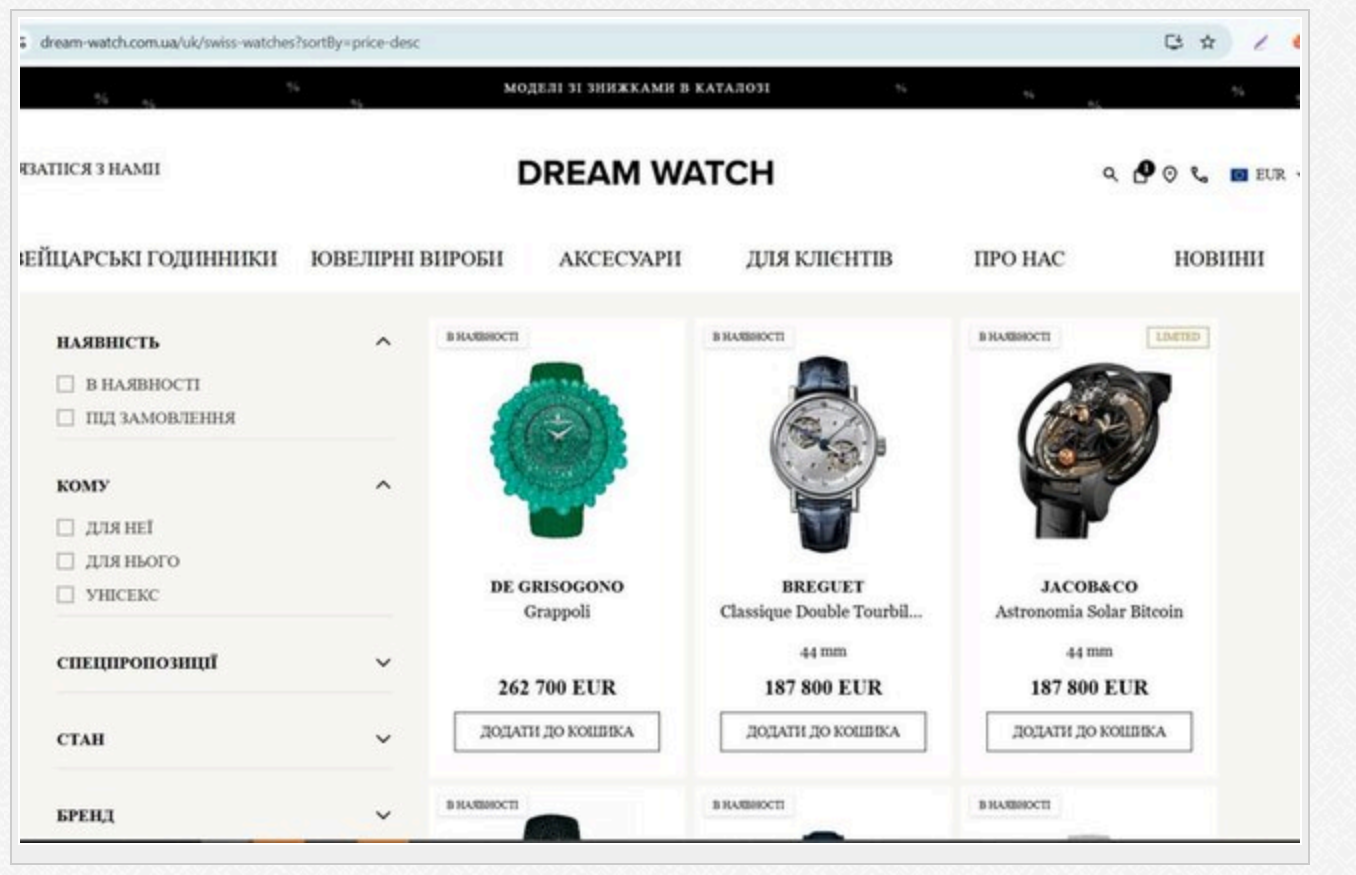 dream-watch.com.ua/uk/swiss-watches?sortBy=price-desc
МОДЕЛІ ЗІ ЗНИЖКАМИ В КАТАЛОЗІ
ЯЗАТИСЯ З НАМИ
DREAM WATCH
1
EUR
ВЕЙЦАРСЬКІ ГОДИННИКИ ЮВЕЛІРНІ ВИРОБИ АКСЕСУАРИ ДЛЯ КЛІЄНТІВ ПРО НАС НОВИНИ
НАЯВНІСТЬ
В НАЯВНОСТІ
ПІД ЗАМОВЛЕННЯ
КОМУ
ДЛЯ НЕЇ
ДЛЯ НЬОГО
УНІСЕКС
СПЕЦПРОПОЗИЦІЇ
СТАН
БРЕНД
В НАЯВНОСТІ
DE GRISOGONO
Grappoli
262 700 EUR
ДОДАТИ ДО КОШИКА
В НАЯВНОСТІ
BREGUET
Classique Double Tourbil...
44 mm
187 800 EUR
ДОДАТИ ДО КОШИКА
В НАЯВНОСТІ
LIMITED
JACOB&CO
Astronomia Solar Bitcoin
44 mm
187 800 EUR
ДОДАТИ ДО КОШИКА
В НАЯВНОСТІ
В НАЯВНОСТІ
В НАЯВНОСТІ